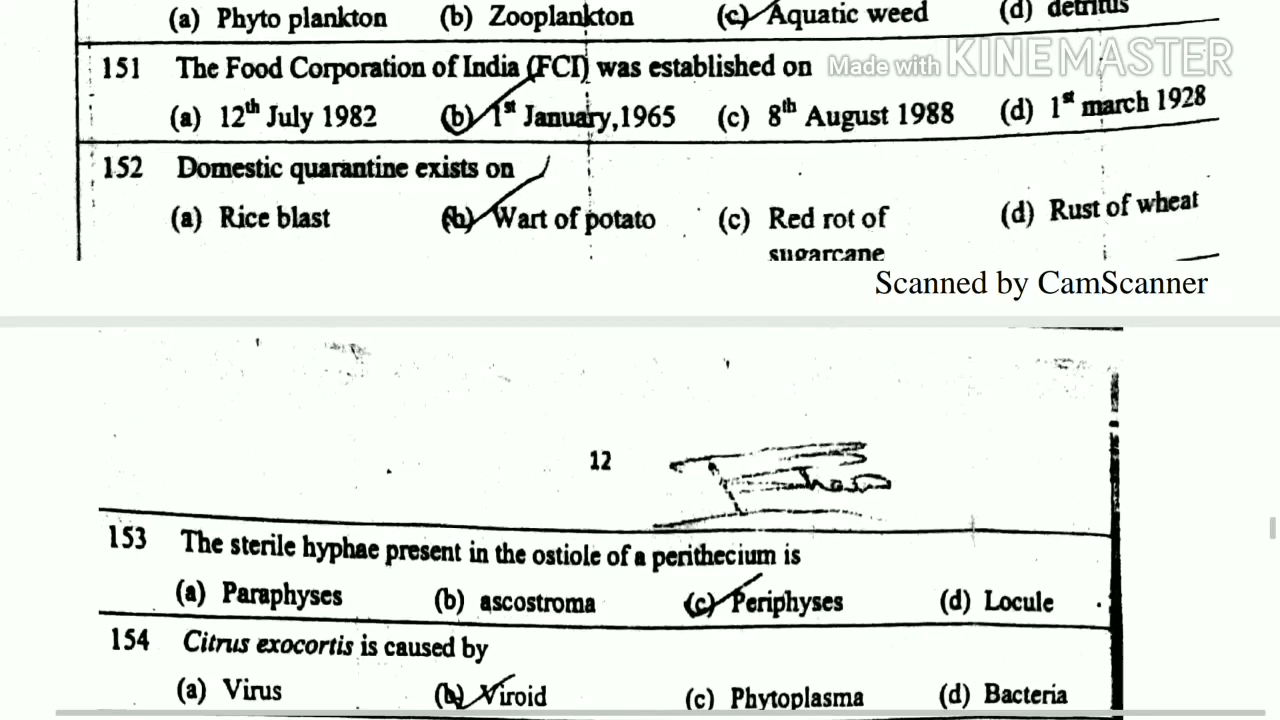 (a) Phyto plankton (b) Zooplankton (c) Aquatic weed (d) detritus
Made with KINEMASTER
151 The Food Corporation of India (FCI) was established on
(a) 12th July 1982 (b) 1st January,1965 (c) 8th August 1988 (d) 1st march 1928
152 Domestic quarantine exists on
(a) Rice blast (b) Wart of potato (c) Red rot of sugarcane (d) Rust of wheat
Scanned by CamScanner
12
153 The sterile hyphae present in the ostiole of a perithecium is
(a) Paraphyses (b) ascostroma (c) Periphyses (d) Locule
154 Citrus exocortis is caused by
(a) Virus (b) Viroid (c) Phytoplasma (d) Bacteria